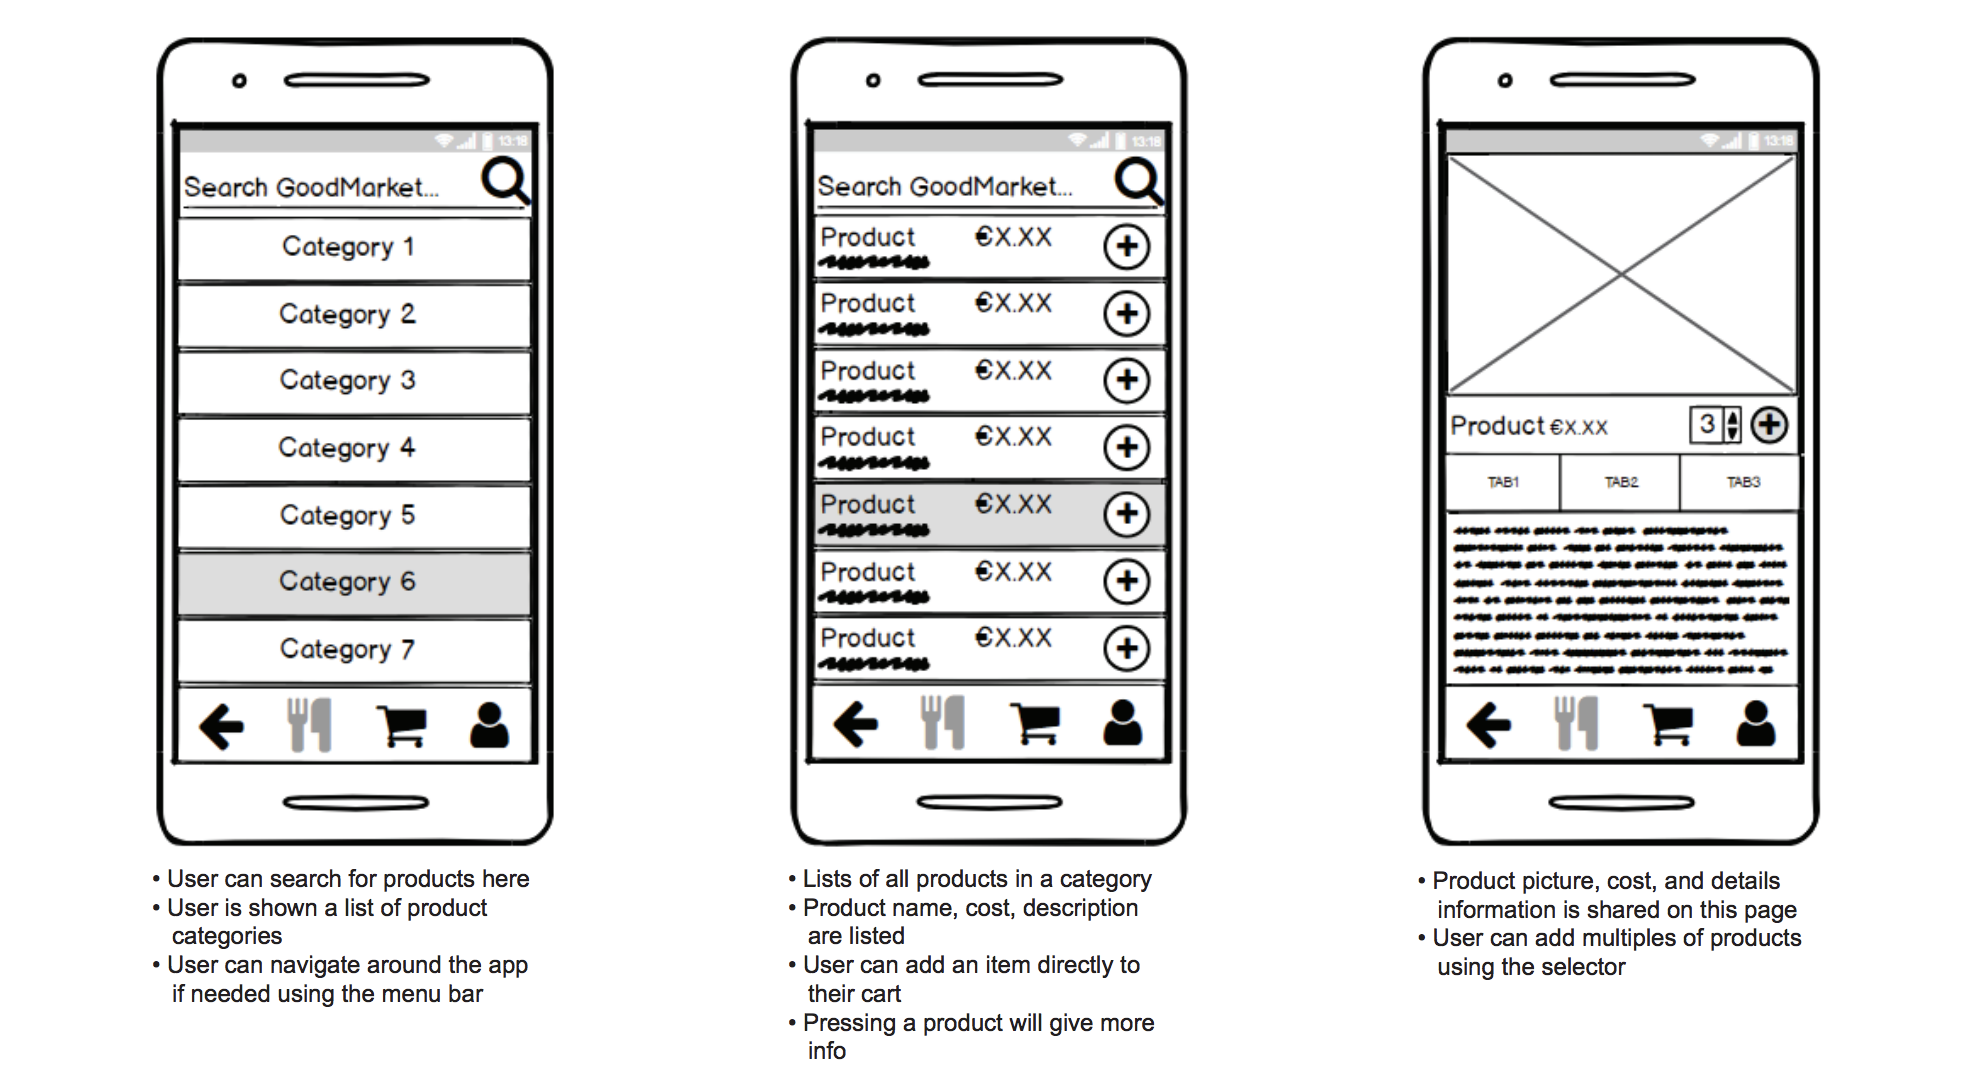 13:18
Search GoodMarket...
Category 1
Category 2
Category 3
Category 4
Category 5
Category 6
Category 7
• User can search for products here
• User is shown a list of product
categories
• User can navigate around the app
if needed using the menu bar
13:18
Search GoodMarket...
Product €X.XX
Product €X.XX
Product €X.XX
Product €X.XX
Product €X.XX
Product €X.XX
Product €X.XX
• Lists of all products in a category
• Product name, cost, description
are listed
• User can add an item directly to
their cart
• Pressing a product will give more
info
13:18
Product €X.XX 3
TAB1 TAB2 TAB3
• Product picture, cost, and details
information is shared on this page
• User can add multiples of products
using the selector